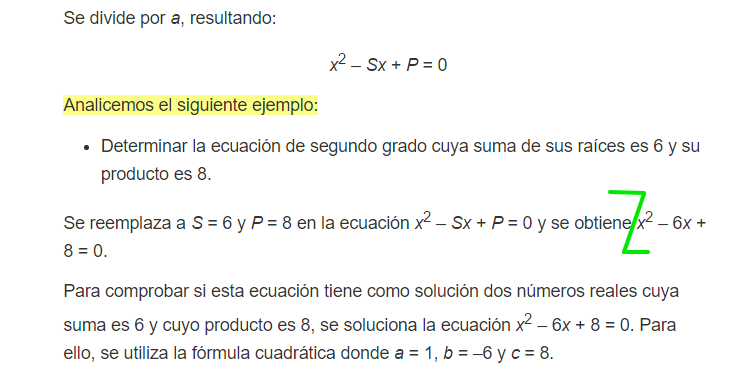 Se divide por a, resultando:
x² – Sx + P = 0
Analicemos el siguiente ejemplo:
• Determinar la ecuación de segundo grado cuya suma de sus raíces es 6 y su
producto es 8.
Se reemplaza a S = 6 y P = 8 en la ecuación x² – Sx + P = 0 y se obtiene x² – 6x +
8 = 0.
Para comprobar si esta ecuación tiene como solución dos números reales cuya
suma es 6 y cuyo producto es 8, se soluciona la ecuación x² – 6x + 8 = 0. Para
ello, se utiliza la fórmula cuadrática donde a = 1, b = –6 y c = 8.